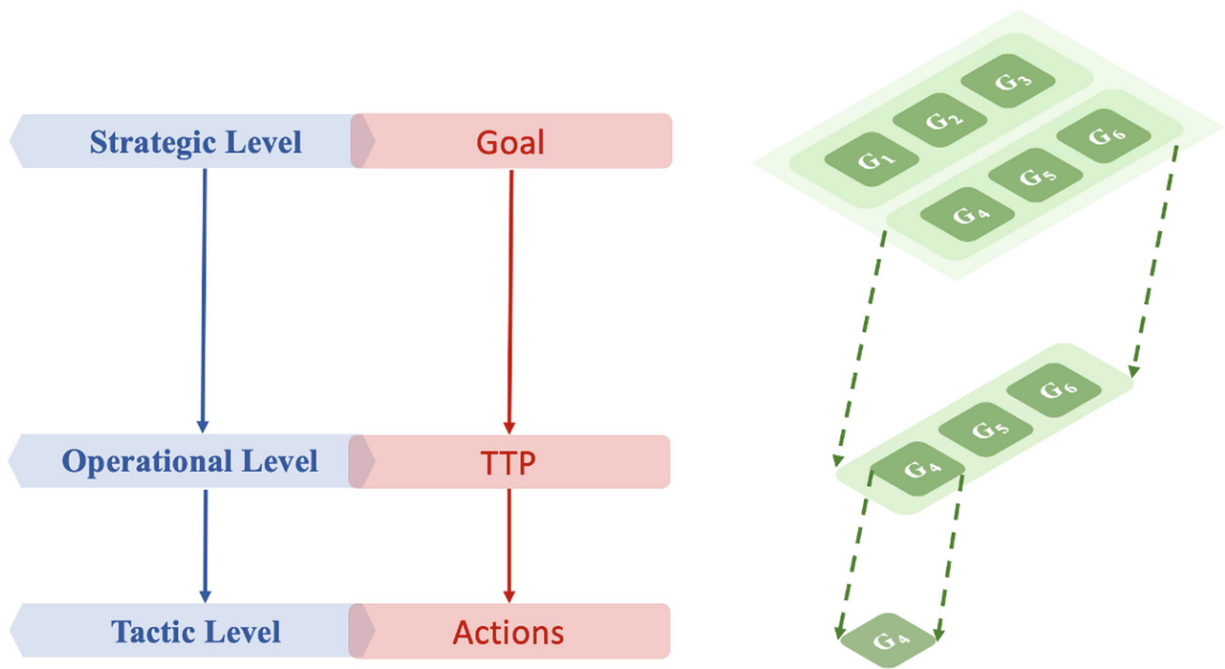 Strategic Level
Goal
G₁ G₂ G₃
G₄ G₅ G₆
Operational Level
TTP
G₄ G₅ G₆
Tactic Level
Actions
G₄